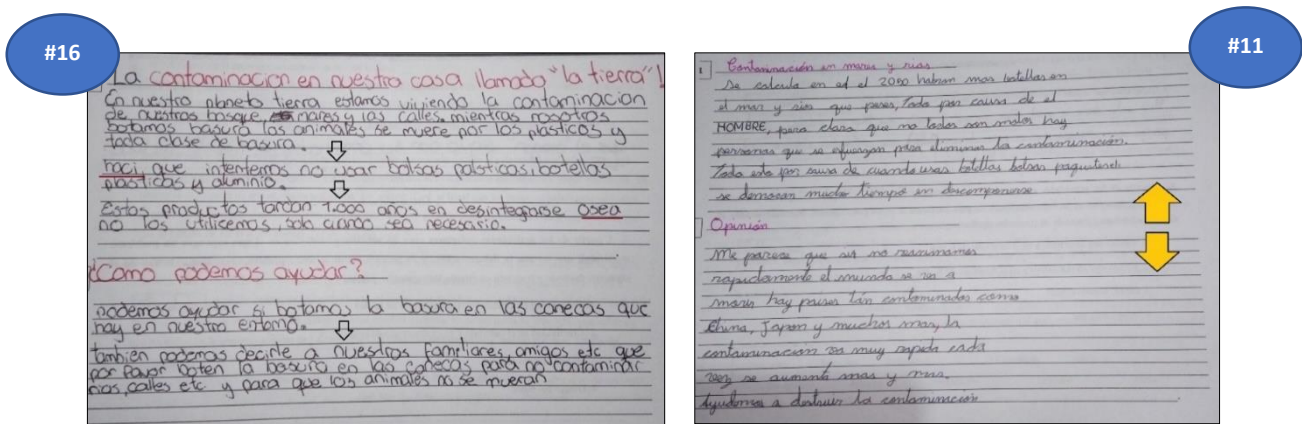 #16
La contaminacion en nuestra casa llamado "la tierra"!
En nuestro planeta tierra estamos viviendo la contaminacion
de nuestros bosque, mares y las calles. mientras nosotros
botamos basura los animales se muere por los plasticos y
toda clase de basura.
haci que intentemos no usar bolsas palsticas, botellas
plasticas y aluminio.
Estos productos tardan 1.000 años en desintegrarse osea
no los utilicemos, solo cuando sea necesario.
¿Como podemos ayudar?
podemos ayudar si botamos la basura en las canecas que
hay en nuestro entorno.
tambien podemos decirle a nuestros familiares, amigos etc que
por favor boten la basura en las canecas para no contaminar
rios, calles etc y para que los animales no se mueran
#11
Contaminación en mares y rios
Se calcula en el 2050 habran mas botellas en
el mar y rios que peces, Todo por causa de el
HOMBRE, pero claro que no todos son malos hay
personas que se esfuerzan para eliminar la contaminación.
Todo esto por causa de cuando usas botellas botan
se demoran mucho tiempo en descomponerse
Opinión
Me parece que si no reanimamos
rapidamente el mundo se va a
morir hay paises tan contaminados como
China, Japon y muchos mas, la
contaminación es muy rapida cada
vez se aumenta mas y mas.
Ayudemos a destruir la contaminación